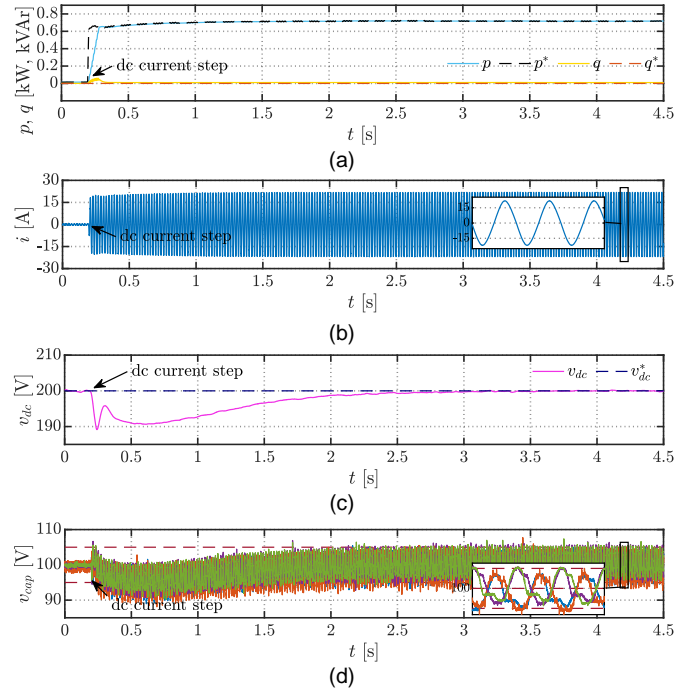 0.8
0.6
0.4
0.2
0
p, q [kW, kVAr]
dc current step
p p* q q*
0 0.5 1 1.5 2 2.5 3 3.5 4 4.5
t [s]
(a)
30
15
0
-15
-30
i [A]
dc current step
15
0
-15
0 0.5 1 1.5 2 2.5 3 3.5 4 4.5
t [s]
(b)
210
200
190
v_dc [V]
dc current step
v_dc v*_dc
0 0.5 1 1.5 2 2.5 3 3.5 4 4.5
t [s]
(c)
110
100
90
v_cap [V]
dc current step
100
0 0.5 1 1.5 2 2.5 3 3.5 4 4.5
t [s]
(d)